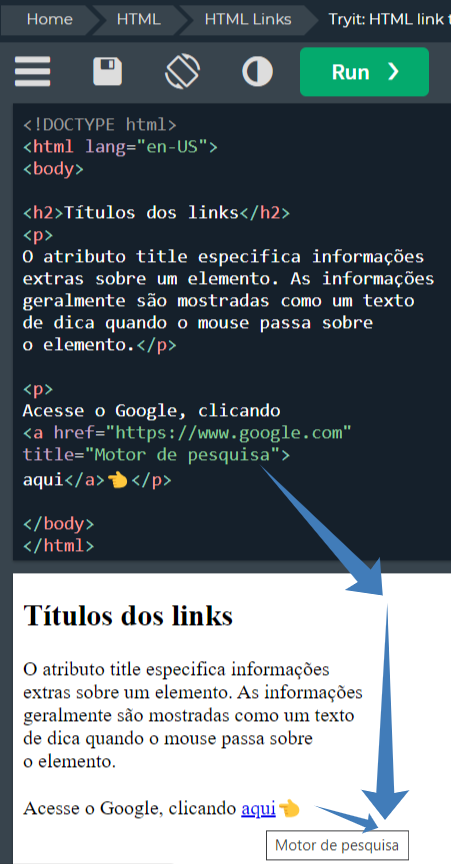 Home HTML HTML Links Tryit: HTML link
Run ❯
<!DOCTYPE html>
<html lang="en-US">
<body>
<h2>Títulos dos links</h2>
<p>
O atributo title especifica informações
extras sobre um elemento. As informações
geralmente são mostradas como um texto
de dica quando o mouse passa sobre
o elemento.</p>
<p>
Acesse o Google, clicando
<a href="https://www.google.com"
title="Motor de pesquisa">
aqui</a>👈</p>
</body>
</html>
Títulos dos links
O atributo title especifica informações
extras sobre um elemento. As informações
geralmente são mostradas como um texto
de dica quando o mouse passa sobre
o elemento.
Acesse o Google, clicando aqui👈
Motor de pesquisa